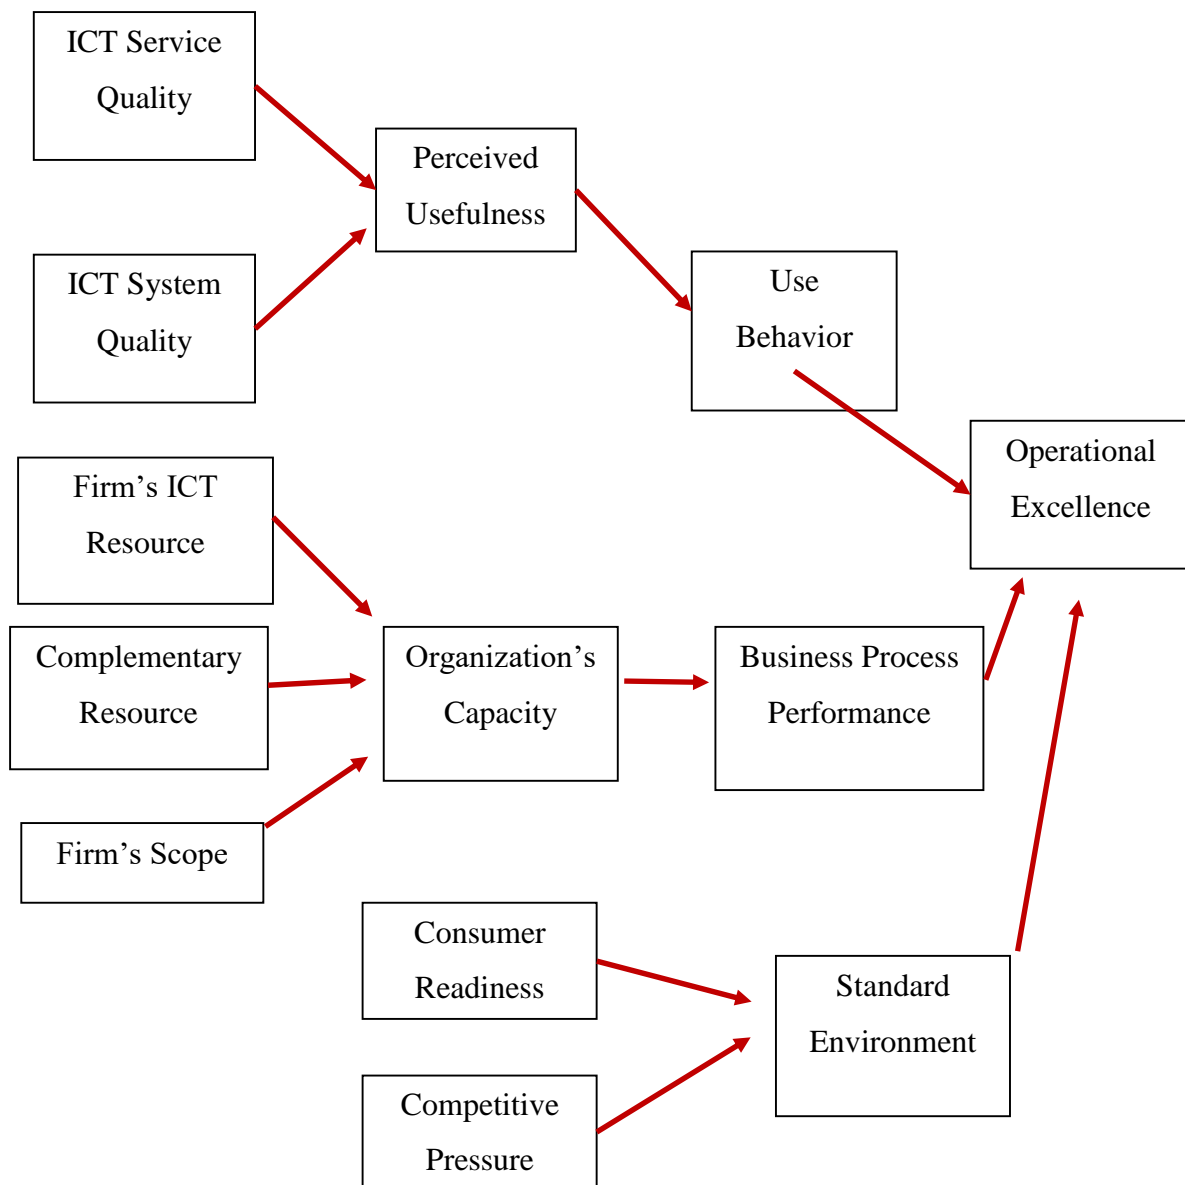 ICT Service
Quality
Perceived
Usefulness
ICT System
Quality
Use
Behavior
Operational
Excellence
Firm’s ICT
Resource
Complementary
Resource
Organization’s
Capacity
Business Process
Performance
Firm’s Scope
Consumer
Readiness
Standard
Environment
Competitive
Pressure